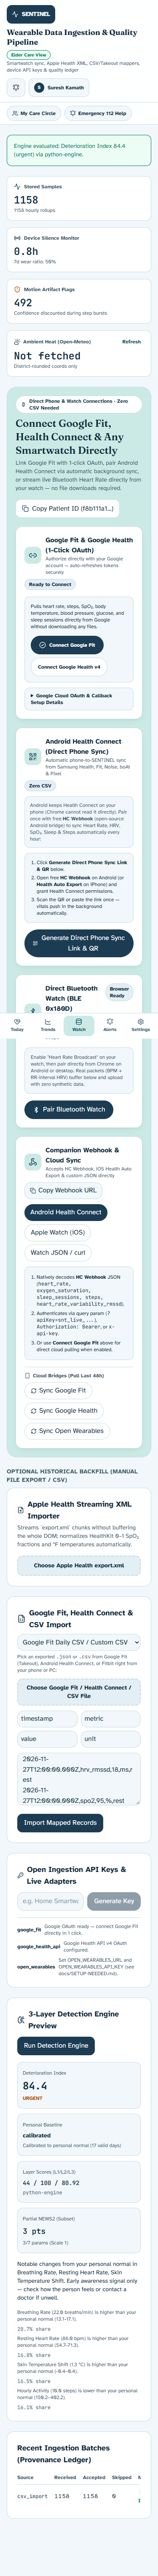 SENTINEL
Wearable Data Ingestion & Quality
Pipeline
Elder Care View
Smartwatch sync, Apple Health XML, CSV/Takeout mappers,
device API keys & quality ledger
S Suresh Kamath
My Care Circle
Emergency 112 Help
Engine evaluated: Deterioration Index 84.4
(urgent) via python-engine.
Stored Samples
1158
1158 hourly rollups
Device Silence Monitor
0.8h
7d wear ratio: 50%
Motion Artifact Flags
492
Confidence discounted during step bursts
Ambient Heat (Open-Meteo) Refresh
Not fetched
District-rounded coords only
Direct Phone & Watch Connections · Zero
CSV Needed
Connect Google Fit,
Health Connect & Any
Smartwatch Directly
Link Google Fit with 1-click OAuth, pair Android
Health Connect via automatic background sync,
or stream live Bluetooth Heart Rate directly from
your watch — no file downloads required.
Copy Patient ID (f6b111a1...)
Google Fit & Google Health
(1-Click OAuth)
Authorize directly with your Google
account — auto-refreshes tokens
securely
Ready to Connect
Pulls heart rate, steps, SpO₂, body
temperature, blood pressure, glucose, and
sleep sessions directly from Google
without downloading any files.
Connect Google Fit
Connect Google Health v4
▸ Google Cloud OAuth & Callback
Setup Details
Android Health Connect
(Direct Phone Sync)
Automatic phone-to-SENTINEL sync
from Samsung Health, Fit, Noise, boAt
& Pixel
Zero CSV
Android keeps Health Connect on your
phone (Chrome cannot read it directly). Pair
once with free HC Webhook (open-source
Android bridge) to sync Heart Rate, HRV,
SpO₂, Sleep & Steps automatically every
hour:
1. Click Generate Direct Phone Sync Link
& QR below.
2. Open free HC Webhook on Android (or
Health Auto Export on iPhone) and
grant Health Connect permissions.
3. Scan the QR or paste the link once —
vitals push in the background
automatically.
Generate Direct Phone Sync
Link & QR
Direct Bluetooth
Watch (BLE
0x180D)
Browser
Ready
Today
Trends
Watch
Alerts
Settings
Enable "Heart Rate Broadcast" on your
watch, then pair directly from Chrome on
Android or desktop. Real packets (BPM +
RR-interval HRV) buffer below and upload
with zero synthetic data.
Pair Bluetooth Watch
Companion Webhook &
Cloud Sync
Accepts HC Webhook, iOS Health Auto
Export & custom JSON directly
Copy Webhook URL
Android Health Connect
Apple Watch (iOS)
Watch JSON / curl
1. Natively decodes HC Webhook JSON
(heart_rate,
oxygen_saturation,
sleep_sessions, steps,
heart_rate_variability_rmssd).
3. Or use Connect Google Fit above for
direct cloud pulling when enabled.
Cloud Bridges (Pull Last 48h)
Sync Google Fit
Sync Google Health
Sync Open Wearables
OPTIONAL HISTORICAL BACKFILL (MANUAL
FILE EXPORT / CSV)
Apple Health Streaming XML
Importer
Streams `export.xml` chunks without buffering
the whole DOM; normalizes HealthKit 0–1 SpO₂
fractions and °F temperatures automatically.
Choose Apple Health export.xml
Google Fit, Health Connect &
CSV Import
Google Fit Daily CSV / Custom CSV
Pick an exported .json or .csv from Google Fit
(Takeout), Android Health Connect, or Fitbit right from
your phone or PC:
Choose Google Fit / Health Connect /
CSV File
timestamp
metric
value
unit
2026-11-
27T12:00:00.000Z,hrv_rmssd,18,ms,r
est
2026-11-
27T12:00:00.000Z,spo2,95,%,rest
Import Mapped Records
Open Ingestion API Keys &
Live Adapters
e.g. Home Smartwa
Generate Key
google_fit Google OAuth ready — connect Google Fit
directly in 1 click.
google_health_api Google Health API v4 OAuth
configured.
open_wearables Set OPEN_WEARABLES_URL and
OPEN_WEARABLES_API_KEY (see
docs/SETUP-NEEDED.md).
3-Layer Detection Engine
Preview
Run Detection Engine
Deterioration Index
84.4
URGENT
Personal Baseline
calibrated
Calibrated to personal normal (17 valid days)
Layer Scores (L1/L2/L3)
44 / 100 / 80.92
python-engine
Partial NEWS2 (Subset)
3 pts
3/7 params (Scale 1)
Notable changes from your personal normal in
Breathing Rate, Resting Heart Rate, Skin
Temperature Shift. Early awareness signal only
— check how the person feels or contact a
doctor if unwell.
Breathing Rate (22.0 breaths/min) is higher than your
personal normal (13.1–17.1).
20.7% share
Resting Heart Rate (86.0 bpm) is higher than your
personal normal (54.7–71.3).
16.8% share
Skin Temperature Shift (1.2 °C) is higher than your
personal normal (-0.4–0.4).
16.5% share
Hourly Activity (10.0 steps) is lower than your personal
normal (150.2–402.2).
16.1% share
Recent Ingestion Batches
(Provenance Ledger)
Source Received Accepted Skipped
csv_import 1158 1158 0